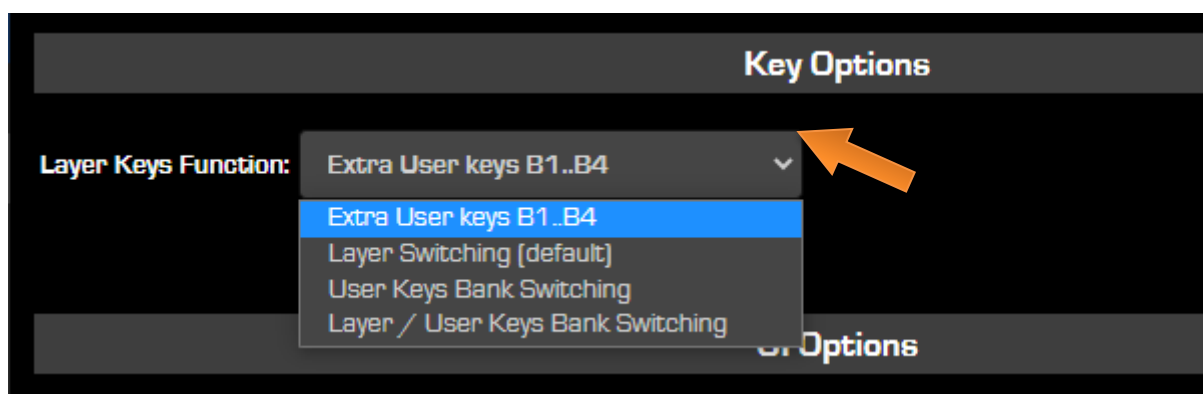 Key Options
Layer Keys Function:
Extra User keys B1..B4
Extra User keys B1..B4
Layer Switching (default)
User Keys Bank Switching
Layer / User Keys Bank Switching
Options